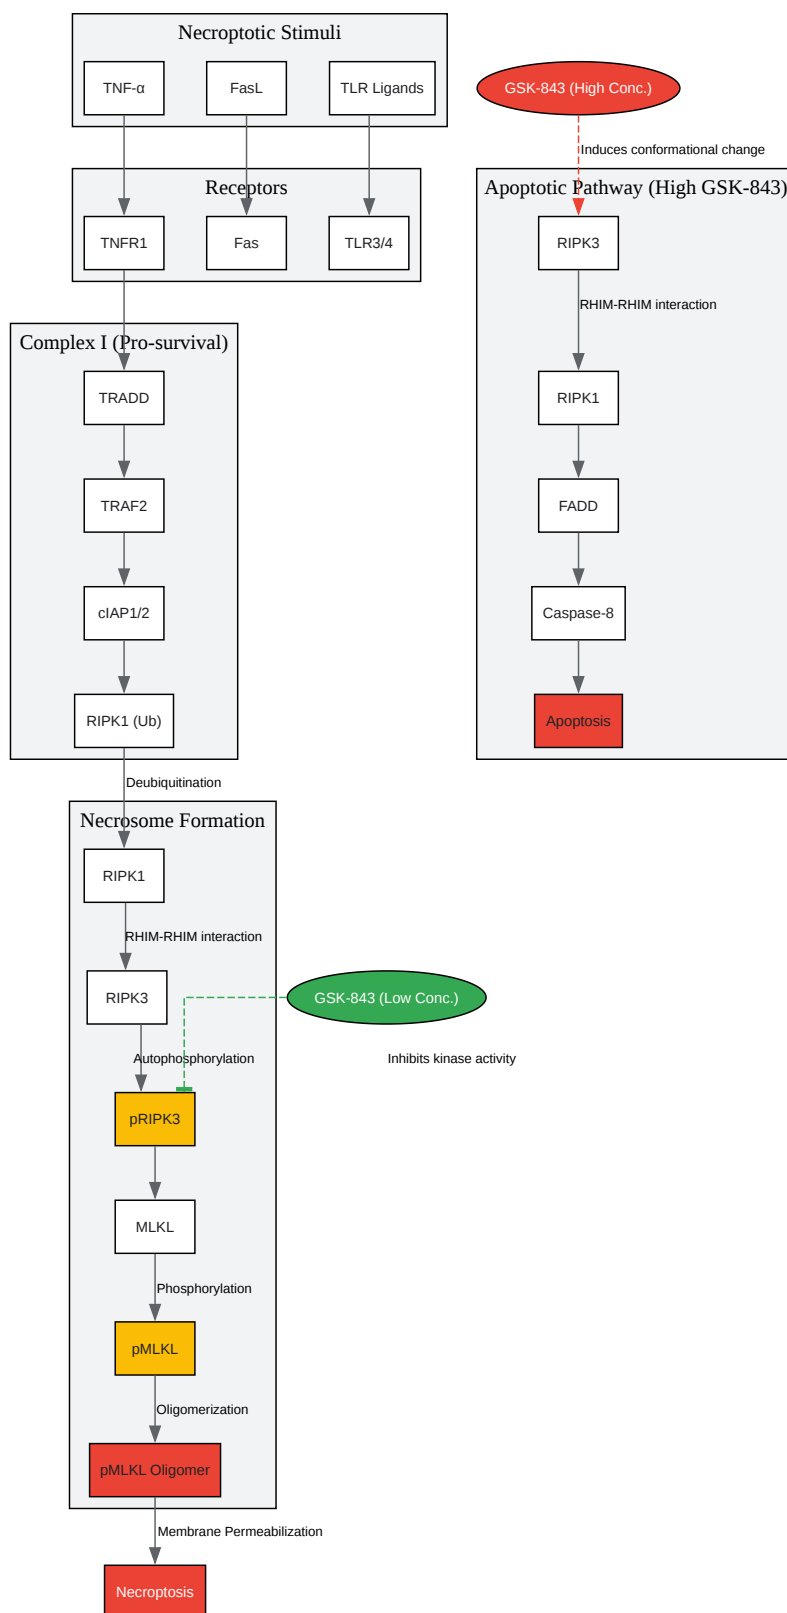 Necroptotic Stimuli
TNF-α
FasL
TLR Ligands
GSK-843 (High Conc.)
Induces conformational change
Receptors
TNFR1
Fas
TLR3/4
Apoptotic Pathway (High GSK-843)
RIPK3
RHIM-RHIM interaction
RIPK1
FADD
Caspase-8
Apoptosis
Complex I (Pro-survival)
TRADD
TRAF2
cIAP1/2
RIPK1 (Ub)
Deubiquitination
Necrosome Formation
RIPK1
RHIM-RHIM interaction
RIPK3
GSK-843 (Low Conc.)
Autophosphorylation
Inhibits kinase activity
pRIPK3
MLKL
Phosphorylation
pMLKL
Oligomerization
pMLKL Oligomer
Membrane Permeabilization
Necroptosis